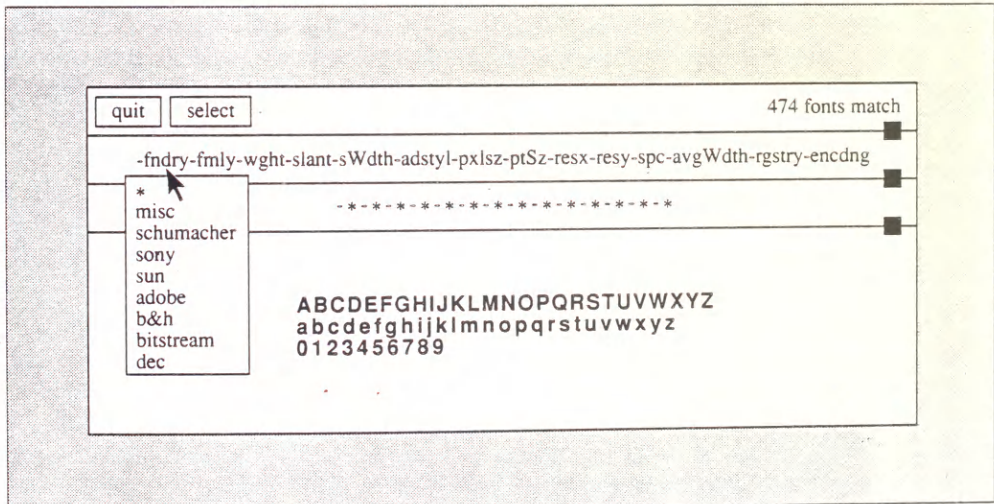 quit select 474 fonts match
-fndry-fmly-wght-slant-sWdth-adstyl-pxlsz-ptSz-resx-resy-spc-avgWdth-rgstry-encdng
-*-*-*-*-*-*-*-*-*-*-*-*-*-*
*
misc
schumacher
sony
sun
adobe
b&h
bitstream
dec
ABCDEFGHIJKLMNOPQRSTUVWXYZ
abcdefghijklmnopqrstuvwxyz
0123456789